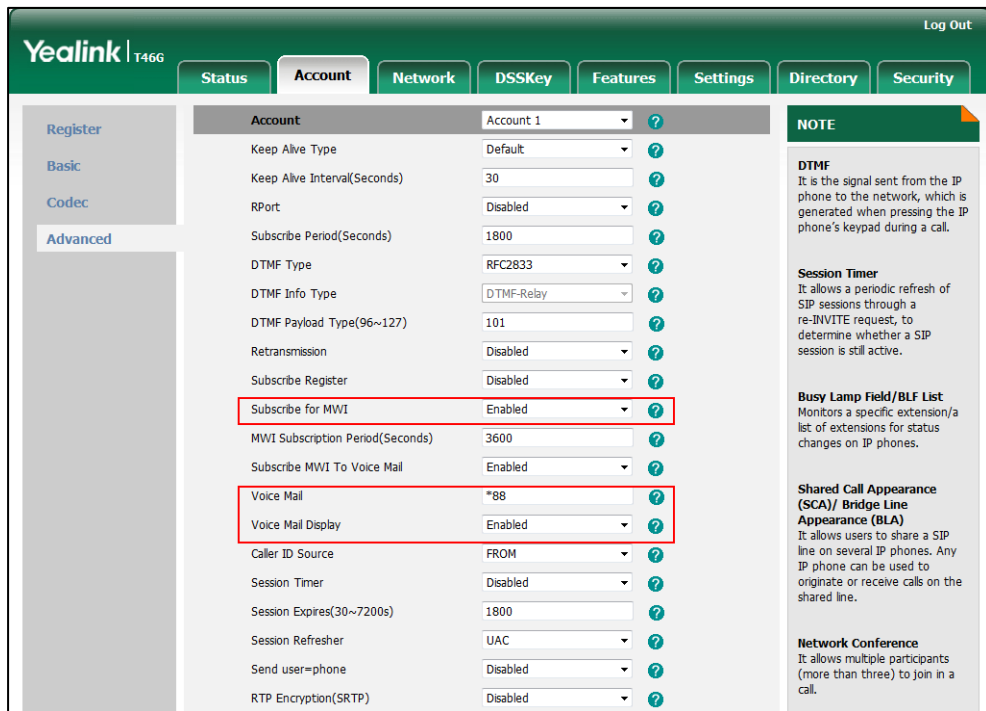 Log Out
Yealink T46G
Status Account Network DSSKey Features Settings Directory Security
Register
Basic
Codec
Advanced
Account Account 1 ?
Keep Alive Type Default ?
Keep Alive Interval(Seconds) 30 ?
RPort Disabled ?
Subscribe Period(Seconds) 1800 ?
DTMF Type RFC2833 ?
DTMF Info Type DTMF-Relay ?
DTMF Payload Type(96~127) 101 ?
Retransmission Disabled ?
Subscribe Register Disabled ?
Subscribe for MWI Enabled ?
MWI Subscription Period(Seconds) 3600 ?
Subscribe MWI To Voice Mail Enabled ?
Voice Mail *88 ?
Voice Mail Display Enabled ?
Caller ID Source FROM ?
Session Timer Disabled ?
Session Expires(30~7200s) 1800 ?
Session Refresher UAC ?
Send user=phone Disabled ?
RTP Encryption(SRTP) Disabled ?
NOTE
DTMF
It is the signal sent from the IP
phone to the network, which is
generated when pressing the IP
phone's keypad during a call.
Session Timer
It allows a periodic refresh of
SIP sessions through a
re-INVITE request, to
determine whether a SIP
session is still active.
Busy Lamp Field/BLF List
Monitors a specific extension/a
list of extensions for status
changes on IP phones.
Shared Call Appearance
(SCA)/ Bridge Line
Appearance (BLA)
It allows users to share a SIP
line on several IP phones. Any
IP phone can be used to
originate or receive calls on the
shared line.
Network Conference
It allows multiple participants
(more than three) to join in a
call.